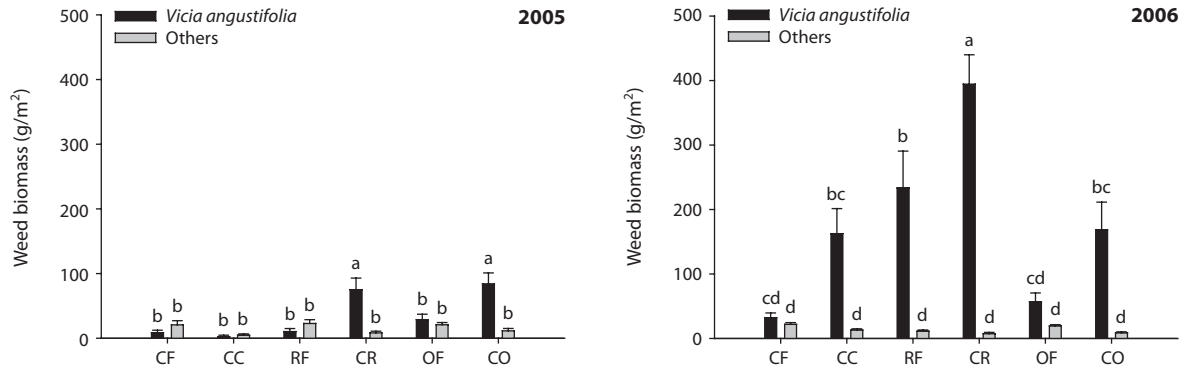 500
Vicia angustifolia
2005
Others
400
300
200
100
0
Weed biomass (g/m²)
b b b b b b a b b b a b
CF CC RF CR OF CO
500
Vicia angustifolia
2006
Others
400
300
200
100
0
Weed biomass (g/m²)
cd d bc d b d a d cd d bc d
CF CC RF CR OF CO